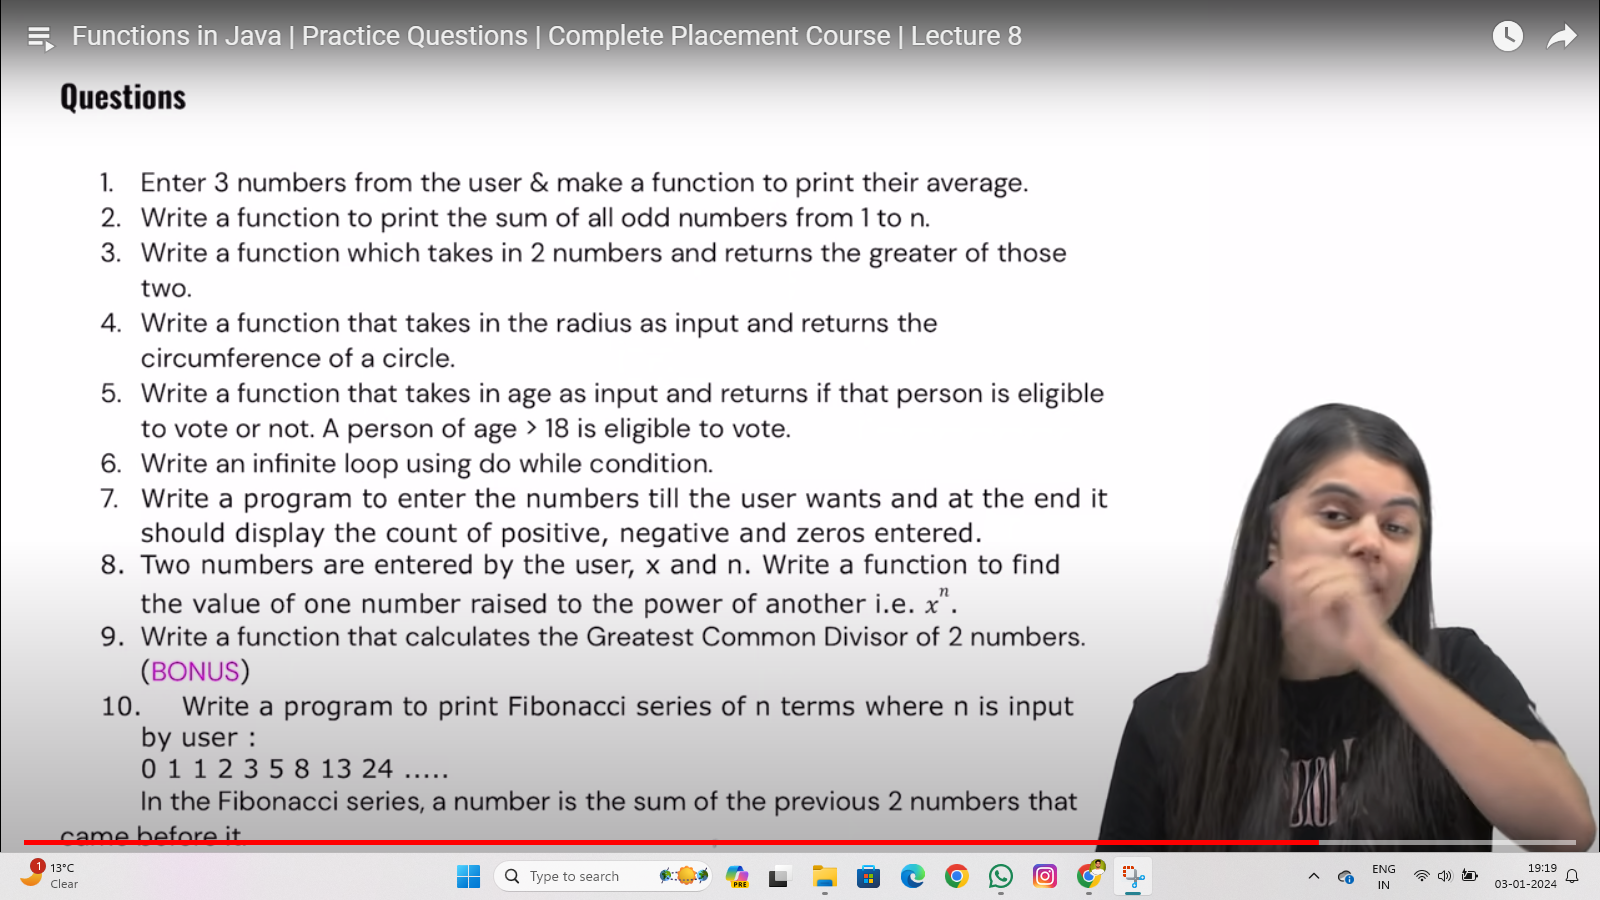 Functions in Java | Practice Questions | Complete Placement Course | Lecture 8
Questions
1. Enter 3 numbers from the user & make a function to print their average.
2. Write a function to print the sum of all odd numbers from 1 to n.
3. Write a function which takes in 2 numbers and returns the greater of those
two.
4. Write a function that takes in the radius as input and returns the
circumference of a circle.
5. Write a function that takes in age as input and returns if that person is eligible
to vote or not. A person of age > 18 is eligible to vote.
6. Write an infinite loop using do while condition.
7. Write a program to enter the numbers till the user wants and at the end it
should display the count of positive, negative and zeros entered.
8. Two numbers are entered by the user, x and n. Write a function to find
the value of one number raised to the power of another i.e. xⁿ.
9. Write a function that calculates the Greatest Common Divisor of 2 numbers.
(BONUS)
10. Write a program to print Fibonacci series of n terms where n is input
by user :
0 1 1 2 3 5 8 13 24 .....
In the Fibonacci series, a number is the sum of the previous 2 numbers that
came before it.
1
13°C
Clear
Type to search
PRE
ENG
IN
19:19
03-01-2024